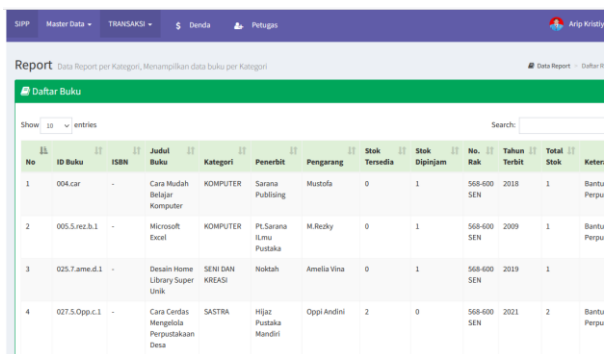 SIPP Master Data TRANSAKSI $ Denda Petugas Arip Kristiy
Report Data Report per Kategori, Menampilkan data buku per Kategori Data Report Daftar R
Daftar Buku
Show 10 entries Search:
No ID Buku ISBN Judul Buku Kategori Penerbit Pengarang Stok Tersedia Stok Dipinjam No. Rak Tahun Terbit Total Stok Keter
1 004.car - Cara Mudah Belajar Komputer KOMPUTER Sarana Publising Mustofa 0 1 568-600 SEN 2018 1 Bantu Perpu
2 005.5.rez.b.1 - Microsoft Excel KOMPUTER Pt.Sarana ILmu Pustaka M.Rezky 0 1 568-600 SEN 2009 1 Bantu Perpu
3 025.7.ame.d.1 - Desain Home Library Super Unik SENI DAN KREASI Noktah Amelia Vina 0 1 568-600 SEN 2019 1
4 027.5.Opp.c.1 - Cara Cerdas Mengelola Perpustakaan Desa SASTRA Hijaz Pustaka Mandiri Oppi Andini 2 0 568-600 SEN 2021 2 Bantu Perpu